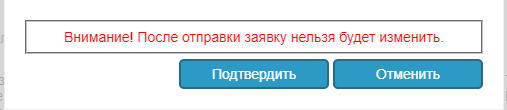 Внимание! После отправки заявку нельзя будет изменить.
Подтвердить Отменить